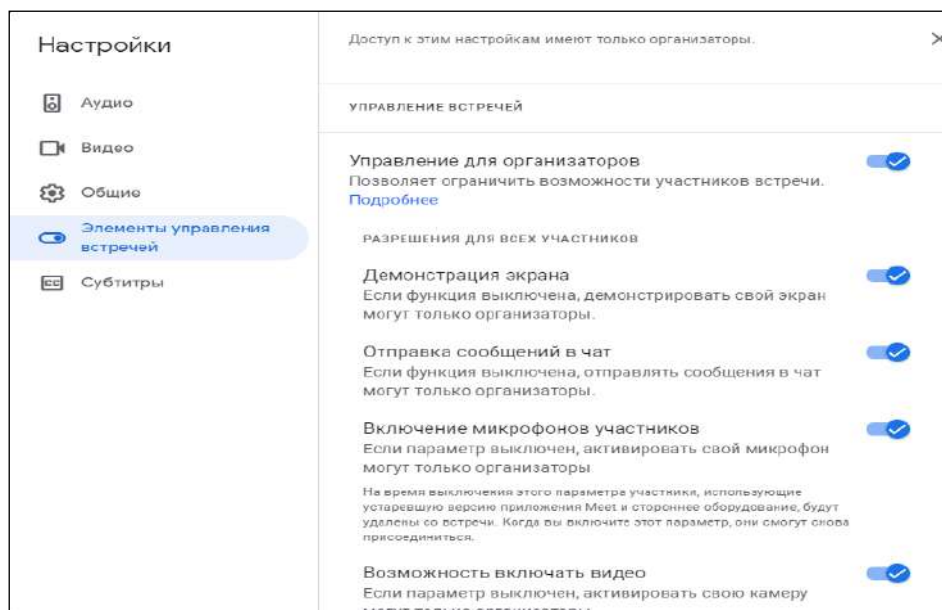 Настройки
Аудио
Видео
Общие
Элементы управления
встречей
Субтитры
Доступ к этим настройкам имеют только организаторы.
УПРАВЛЕНИЕ ВСТРЕЧЕЙ
Управление для организаторов
Позволяет ограничить возможности участников встречи.
Подробнее
РАЗРЕШЕНИЯ ДЛЯ ВСЕХ УЧАСТНИКОВ
Демонстрация экрана
Если функция выключена, демонстрировать свой экран
могут только организаторы.
Отправка сообщений в чат
Если функция выключена, отправлять сообщения в чат
могут только организаторы.
Включение микрофонов участников
Если параметр выключен, активировать свой микрофон
могут только организаторы
На время выключения этого параметра участники, использующие
устаревшую версию приложения Meet и стороннее оборудование, будут
удалены со встречи. Когда вы включите этот параметр, они смогут снова
присоединиться.
Возможность включать видео
Если параметр выключен, активировать свою камеру
могут только организаторы.